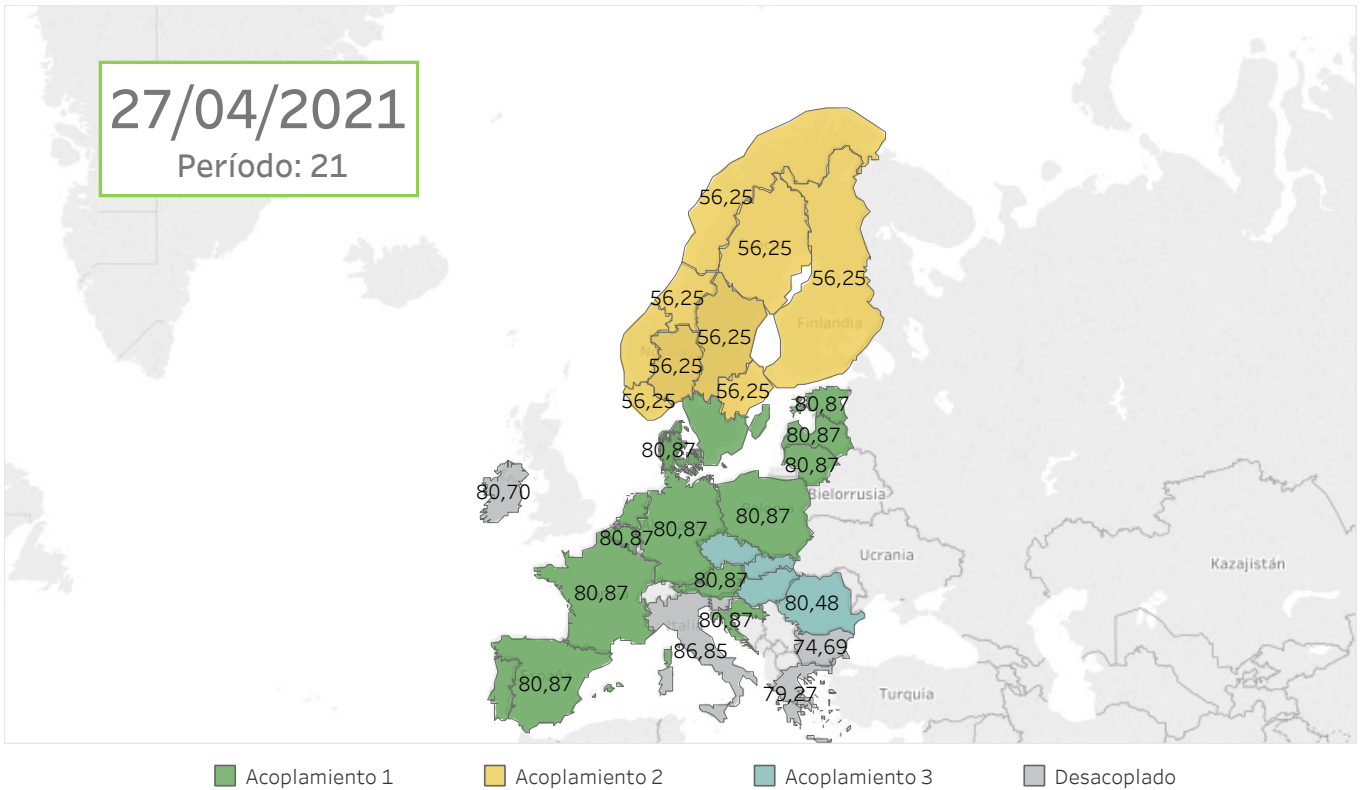 27/04/2021
Período: 21
56,25
56,25
56,25
56,25
56,25
Finlandia
56,25
56,25
56,25
80,87
80,87
80,87
80,87
80,70
Bielorrusia
80,87
80,87
80,87
Ucrania
Kazajistán
80,87
80,87
80,48
80,87
74,69
86,85
80,87
79,27
Turquía
Acoplamiento 1
Acoplamiento 2
Acoplamiento 3
Desacoplado